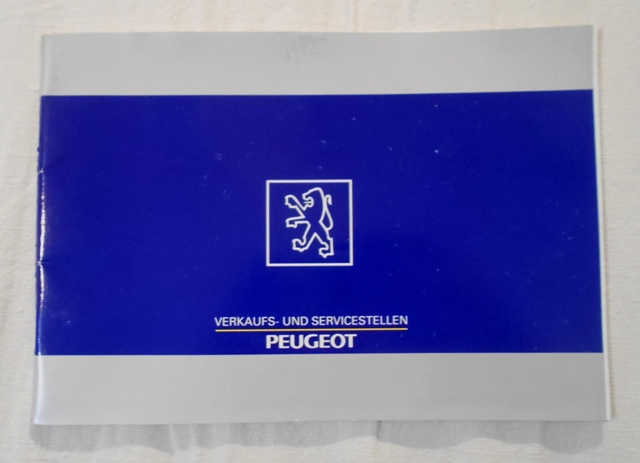 VERKAUFS- UND SERVICESTELLEN
PEUGEOT